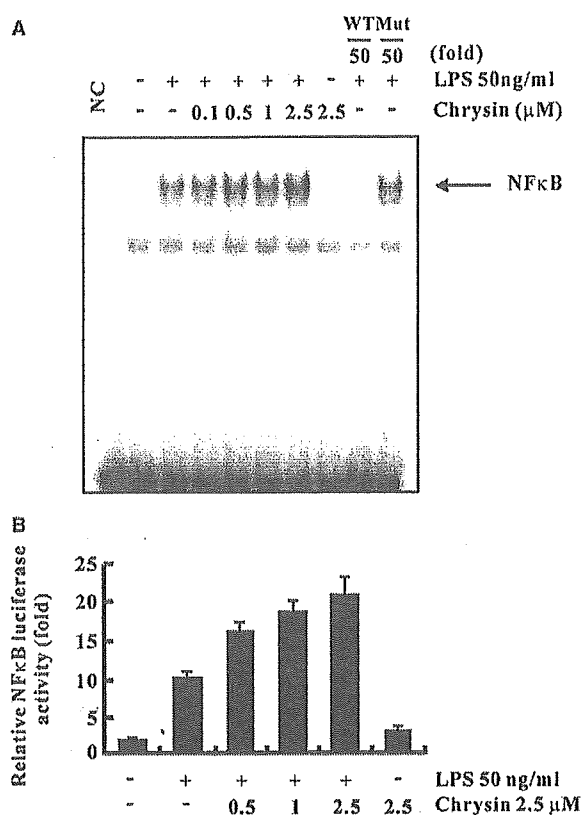 A
WT Mut
50 50 (fold)
NC - + + + + + - + + LPS 50ng/ml
- - 0.1 0.5 1 2.5 2.5 - - Chrysin (μM)
NFκB
B
Relative NFκB luciferase activity (fold)
25
20
15
10
5
0
- + + + + - LPS 50 ng/ml
- - 0.5 1 2.5 2.5 Chrysin 2.5 μM